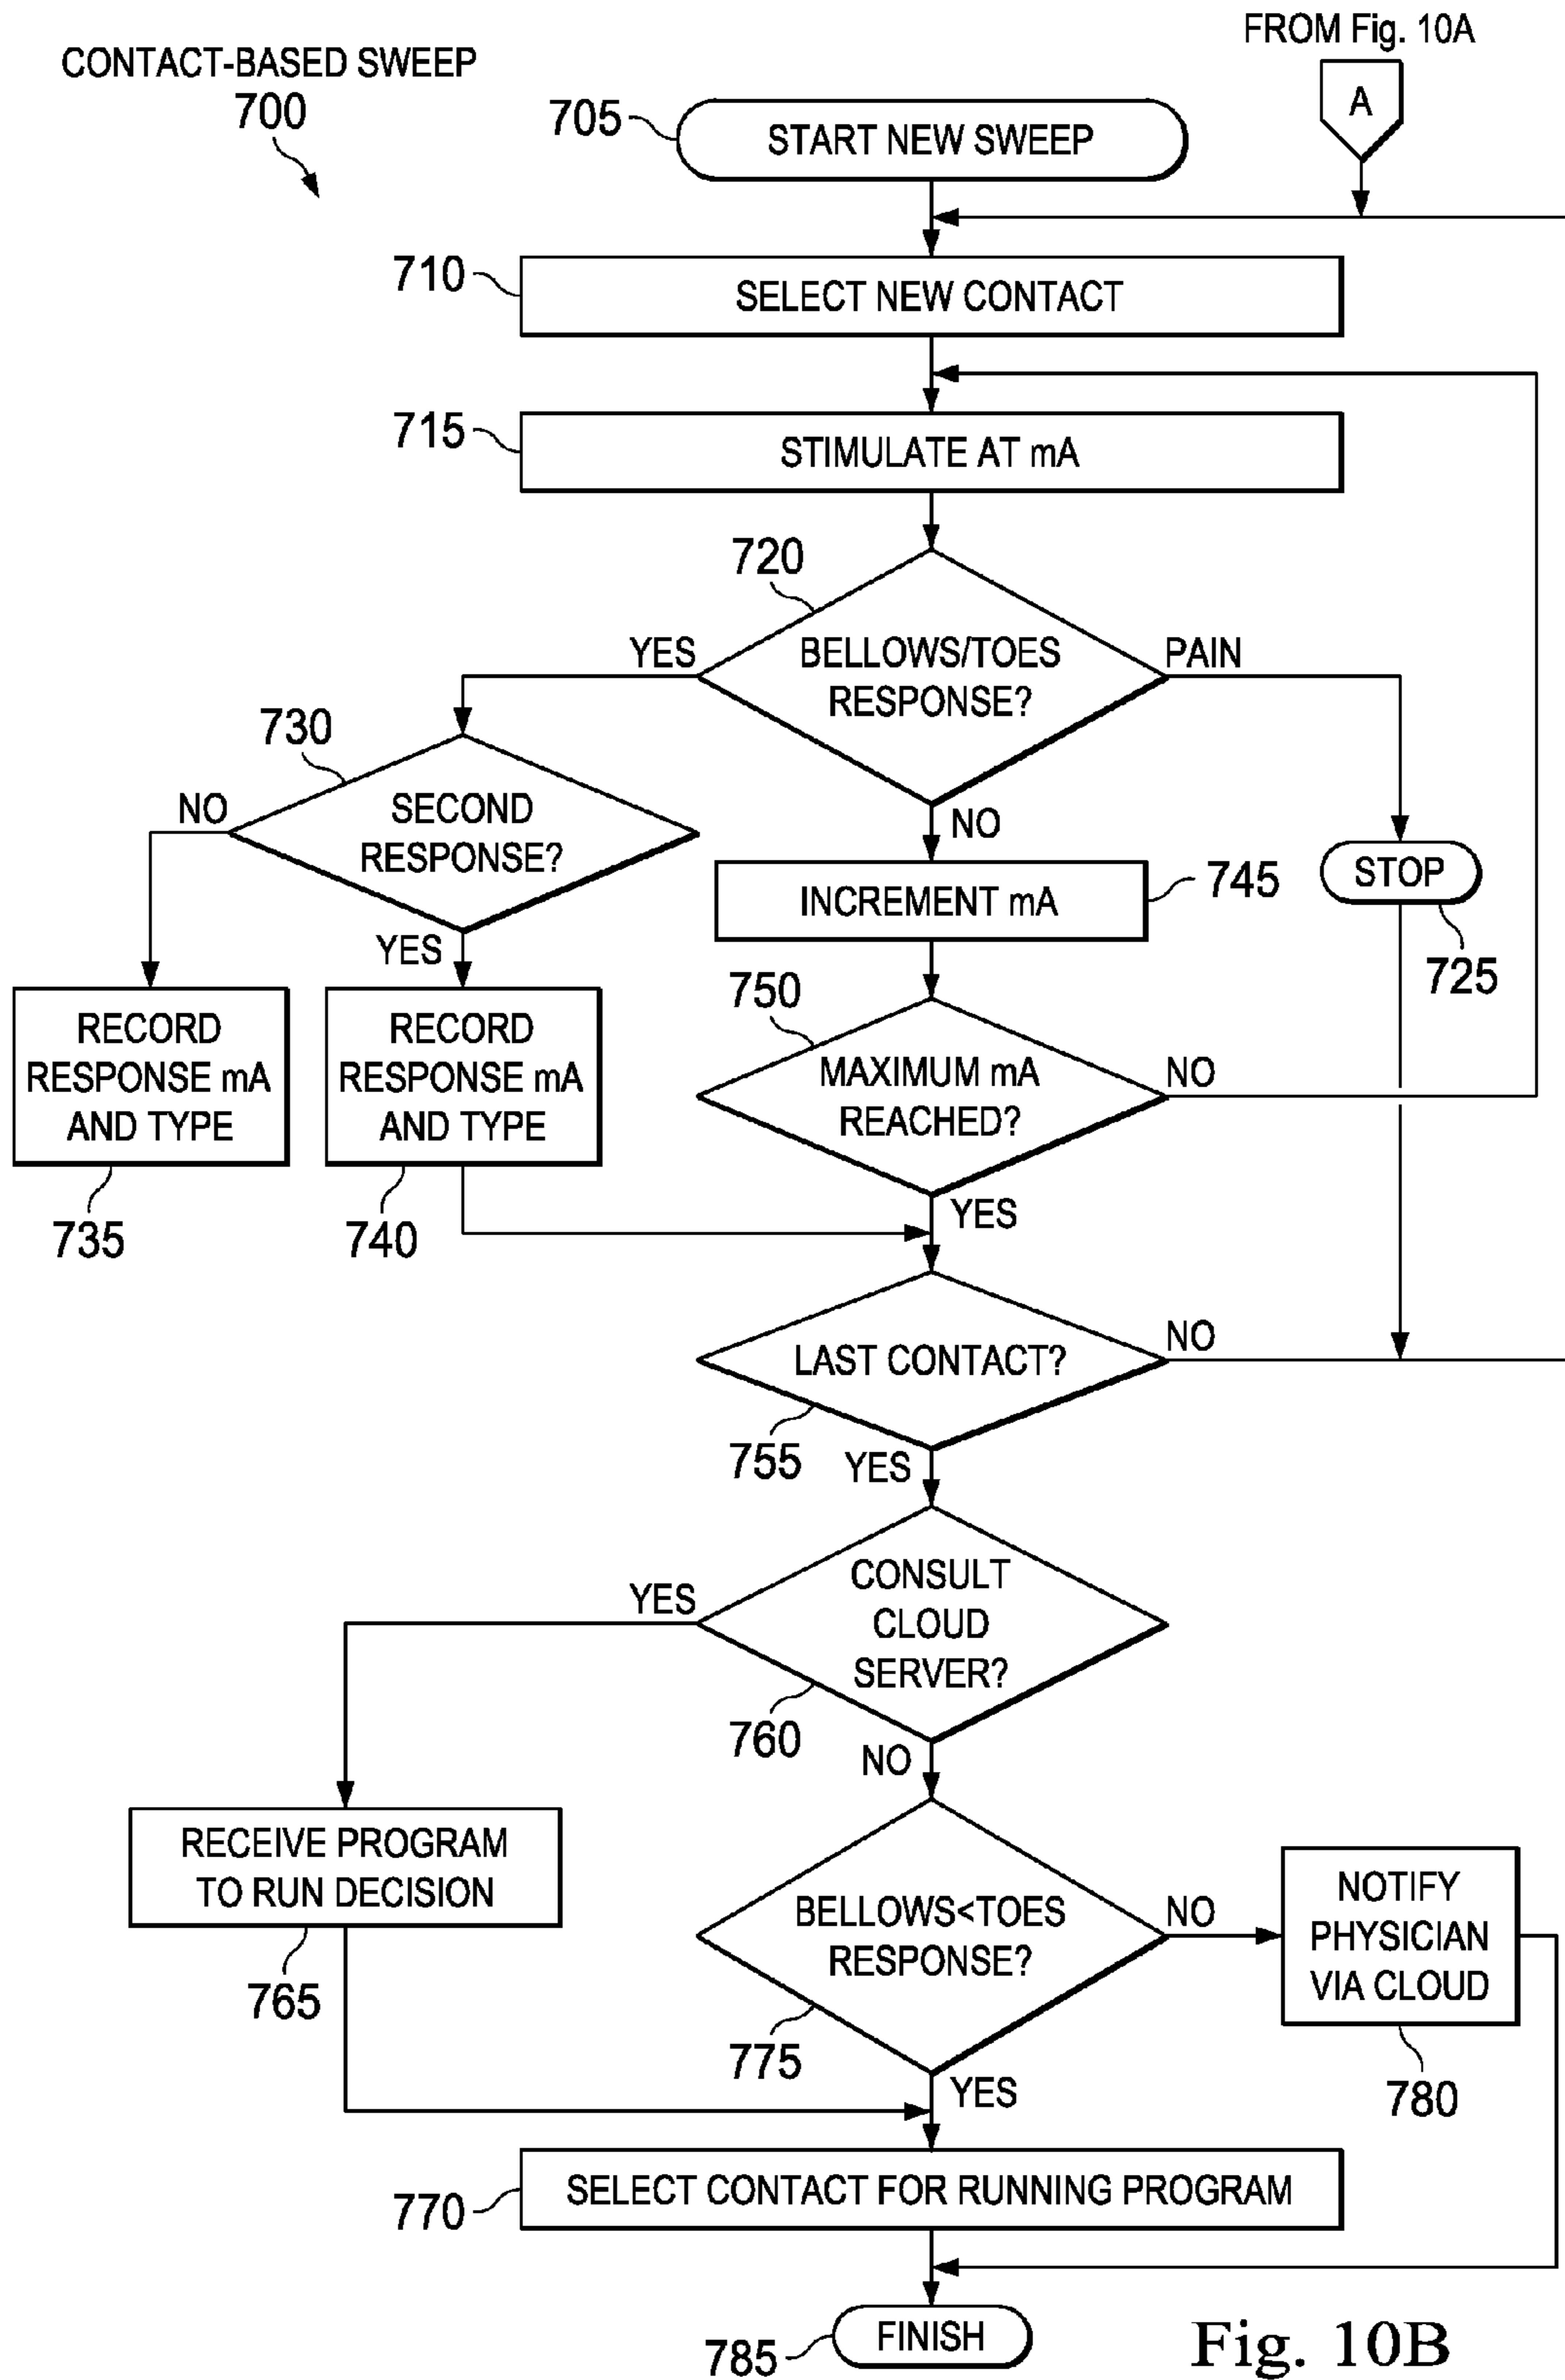 FROM Fig. 10A
A
CONTACT-BASED SWEEP
700
705
START NEW SWEEP
710
SELECT NEW CONTACT
715
STIMULATE AT mA
720
YES
BELLOWS/TOES
RESPONSE?
PAIN
730
NO
SECOND
RESPONSE?
NO
YES
INCREMENT mA
745
STOP
725
RECORD
RESPONSE mA
AND TYPE
735
RECORD
RESPONSE mA
AND TYPE
740
750
MAXIMUM mA
REACHED?
NO
YES
LAST CONTACT?
NO
755
YES
CONSULT
CLOUD
SERVER?
YES
760
NO
RECEIVE PROGRAM
TO RUN DECISION
765
BELLOWS<TOES
RESPONSE?
NO
775
YES
NOTIFY
PHYSICIAN
VIA CLOUD
780
SELECT CONTACT FOR RUNNING PROGRAM
770
FINISH
785
Fig. 10B